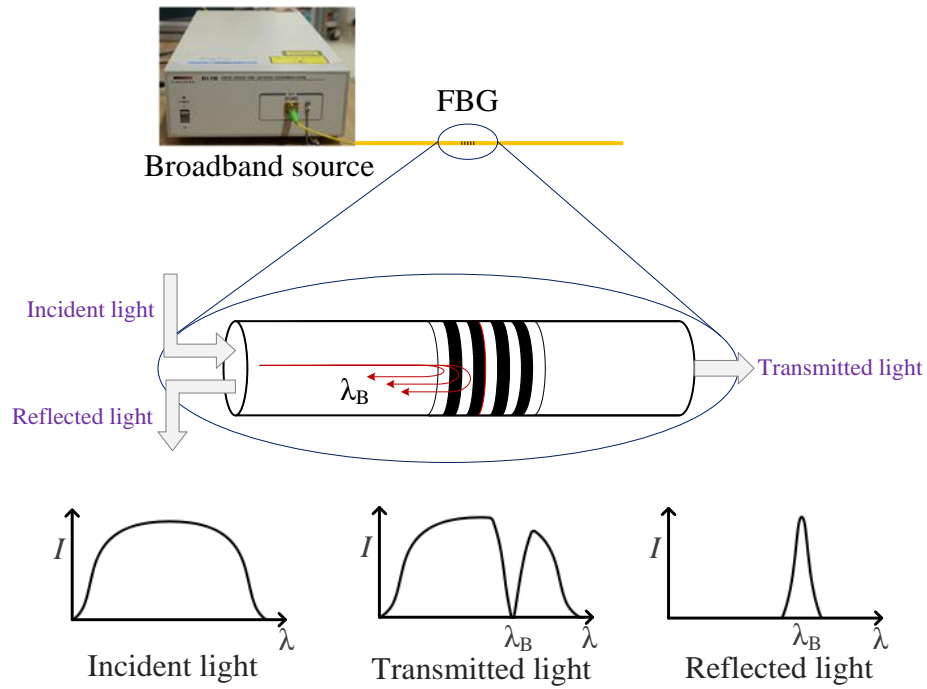 FBG
Broadband source
Incident light
Reflected light
λB
Transmitted light
I
λ
Incident light
I
λB
λ
Transmitted light
I
λB
λ
Reflected light